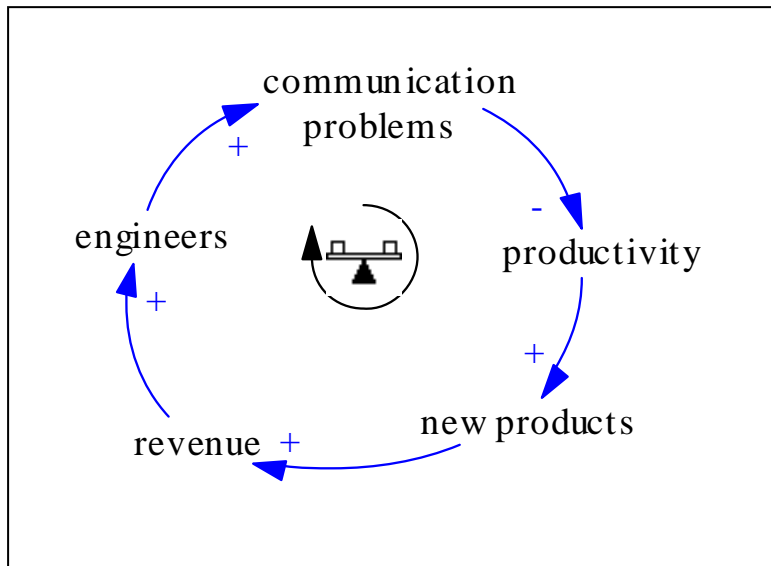 communication
problems
+
engineers
-
productivity
+
+
new products
revenue
+